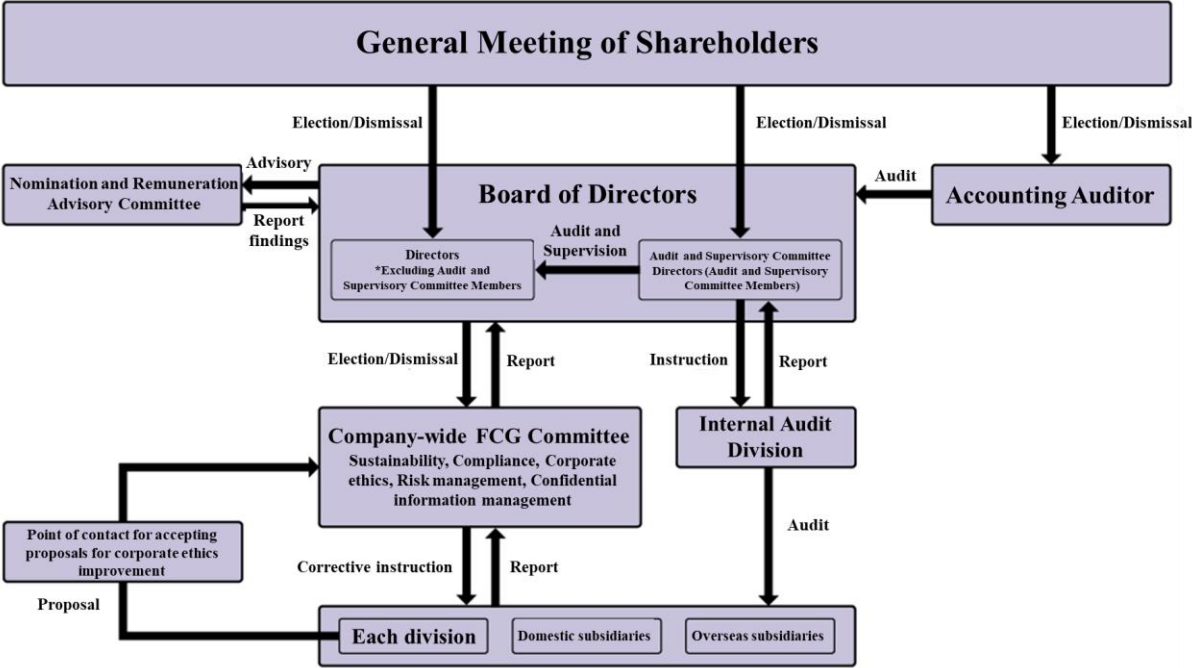 General Meeting of Shareholders
Election/Dismissal
Election/Dismissal
Election/Dismissal
Nomination and Remuneration
Advisory Committee
Advisory
Report
findings
Board of Directors
Audit
Accounting Auditor
Directors
*Excluding Audit and
Supervisory Committee Members
Audit and
Supervision
Audit and Supervisory Committee
Directors (Audit and Supervisory
Committee Members)
Election/Dismissal
Report
Instruction
Report
Company-wide FCG Committee
Sustainability, Compliance, Corporate
ethics, Risk management, Confidential
information management
Internal Audit
Division
Point of contact for accepting
proposals for corporate ethics
improvement
Proposal
Corrective instruction
Report
Audit
Each division
Domestic subsidiaries
Overseas subsidiaries